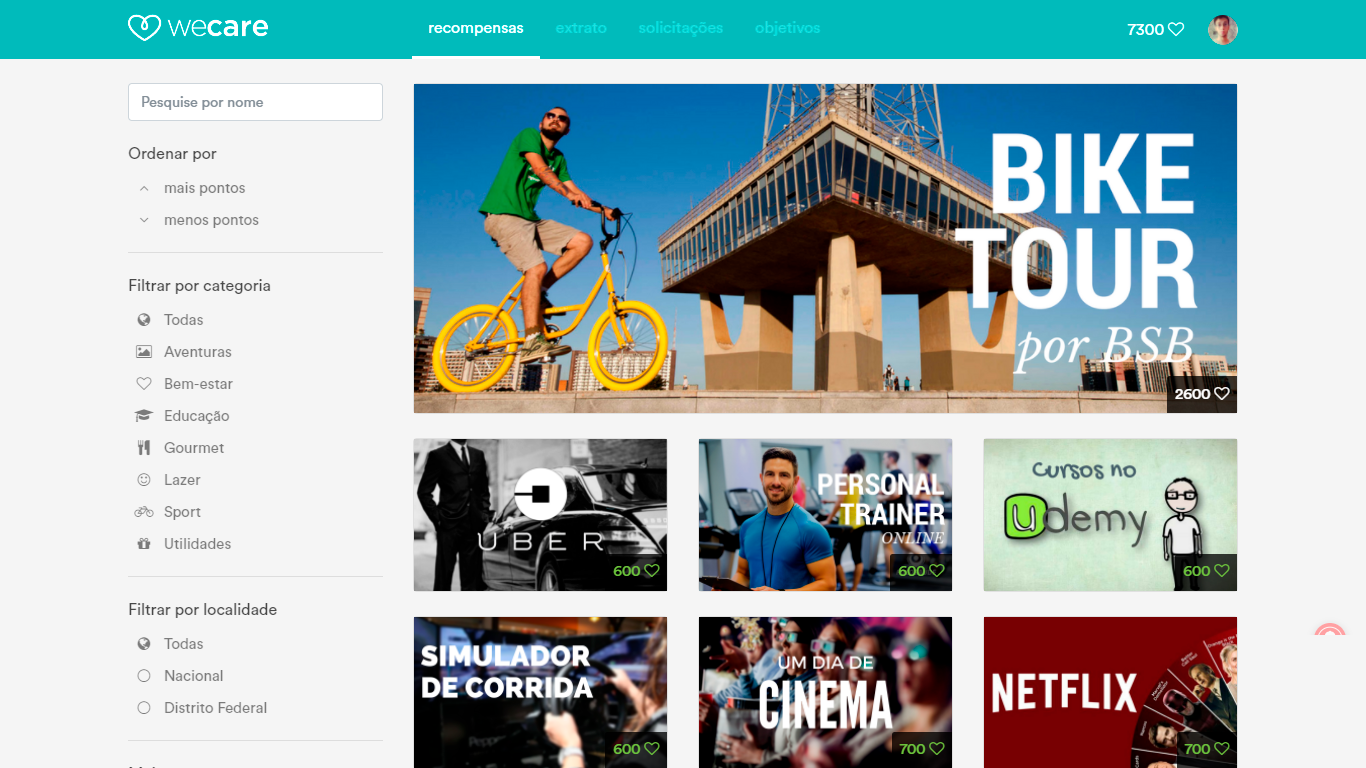 wecare
recompensas
extrato
solicitações
objetivos
7300
Pesquise por nome
Ordenar por
mais pontos
menos pontos
Filtrar por categoria
Todas
Aventuras
Bem-estar
Educação
Gourmet
Lazer
Sport
Utilidades
Filtrar por localidade
Todas
Nacional
Distrito Federal
BIKE
TOUR
por BSB
2600
UBER
600
PERSONAL
TRAINER
ONLINE
600
cursos no
udemy
600
SIMULADOR
DE CORRIDA
600
UM DIA DE
CINEMA
700
NETFLIX
700